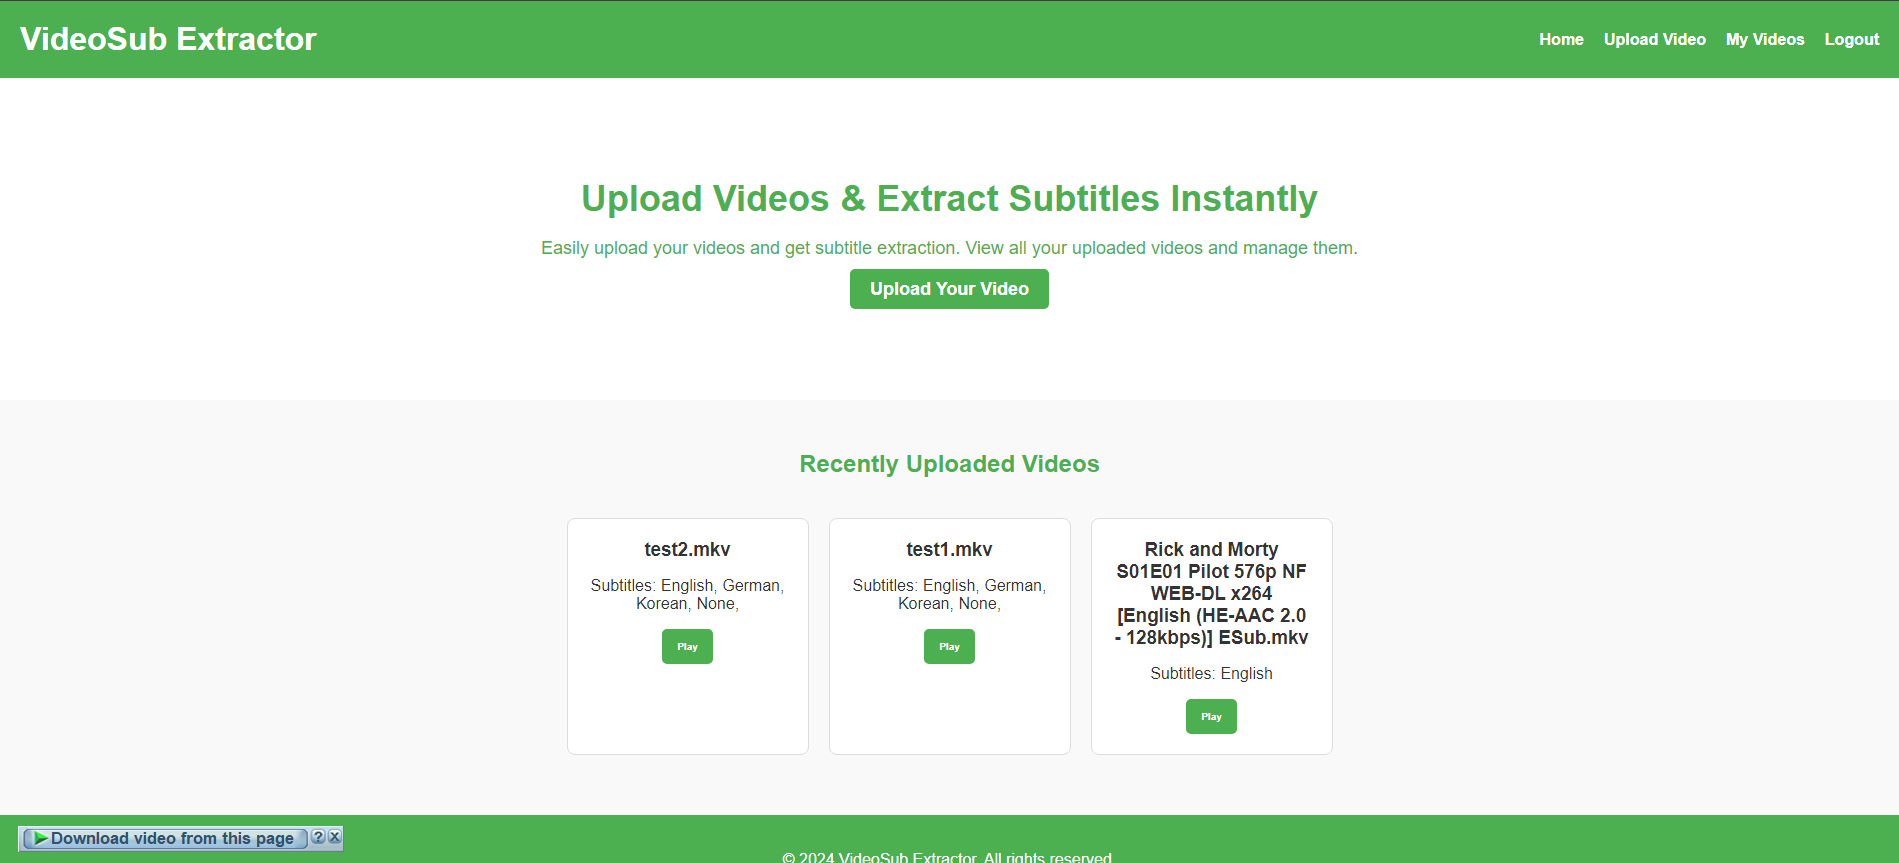 VideoSub Extractor
Home Upload Video My Videos Logout
Upload Videos & Extract Subtitles Instantly
Easily upload your videos and get subtitle extraction. View all your uploaded videos and manage them.
Upload Your Video
Recently Uploaded Videos
test2.mkv
Subtitles: English, German,
Korean, None,
Play
test1.mkv
Subtitles: English, German,
Korean, None,
Play
Rick and Morty
S01E01 Pilot 576p NF
WEB-DL x264
[English (HE-AAC 2.0
- 128kbps)] ESub.mkv
Subtitles: English
Play
Download video from this page ? X
© 2024 VideoSub Extractor. All rights reserved.